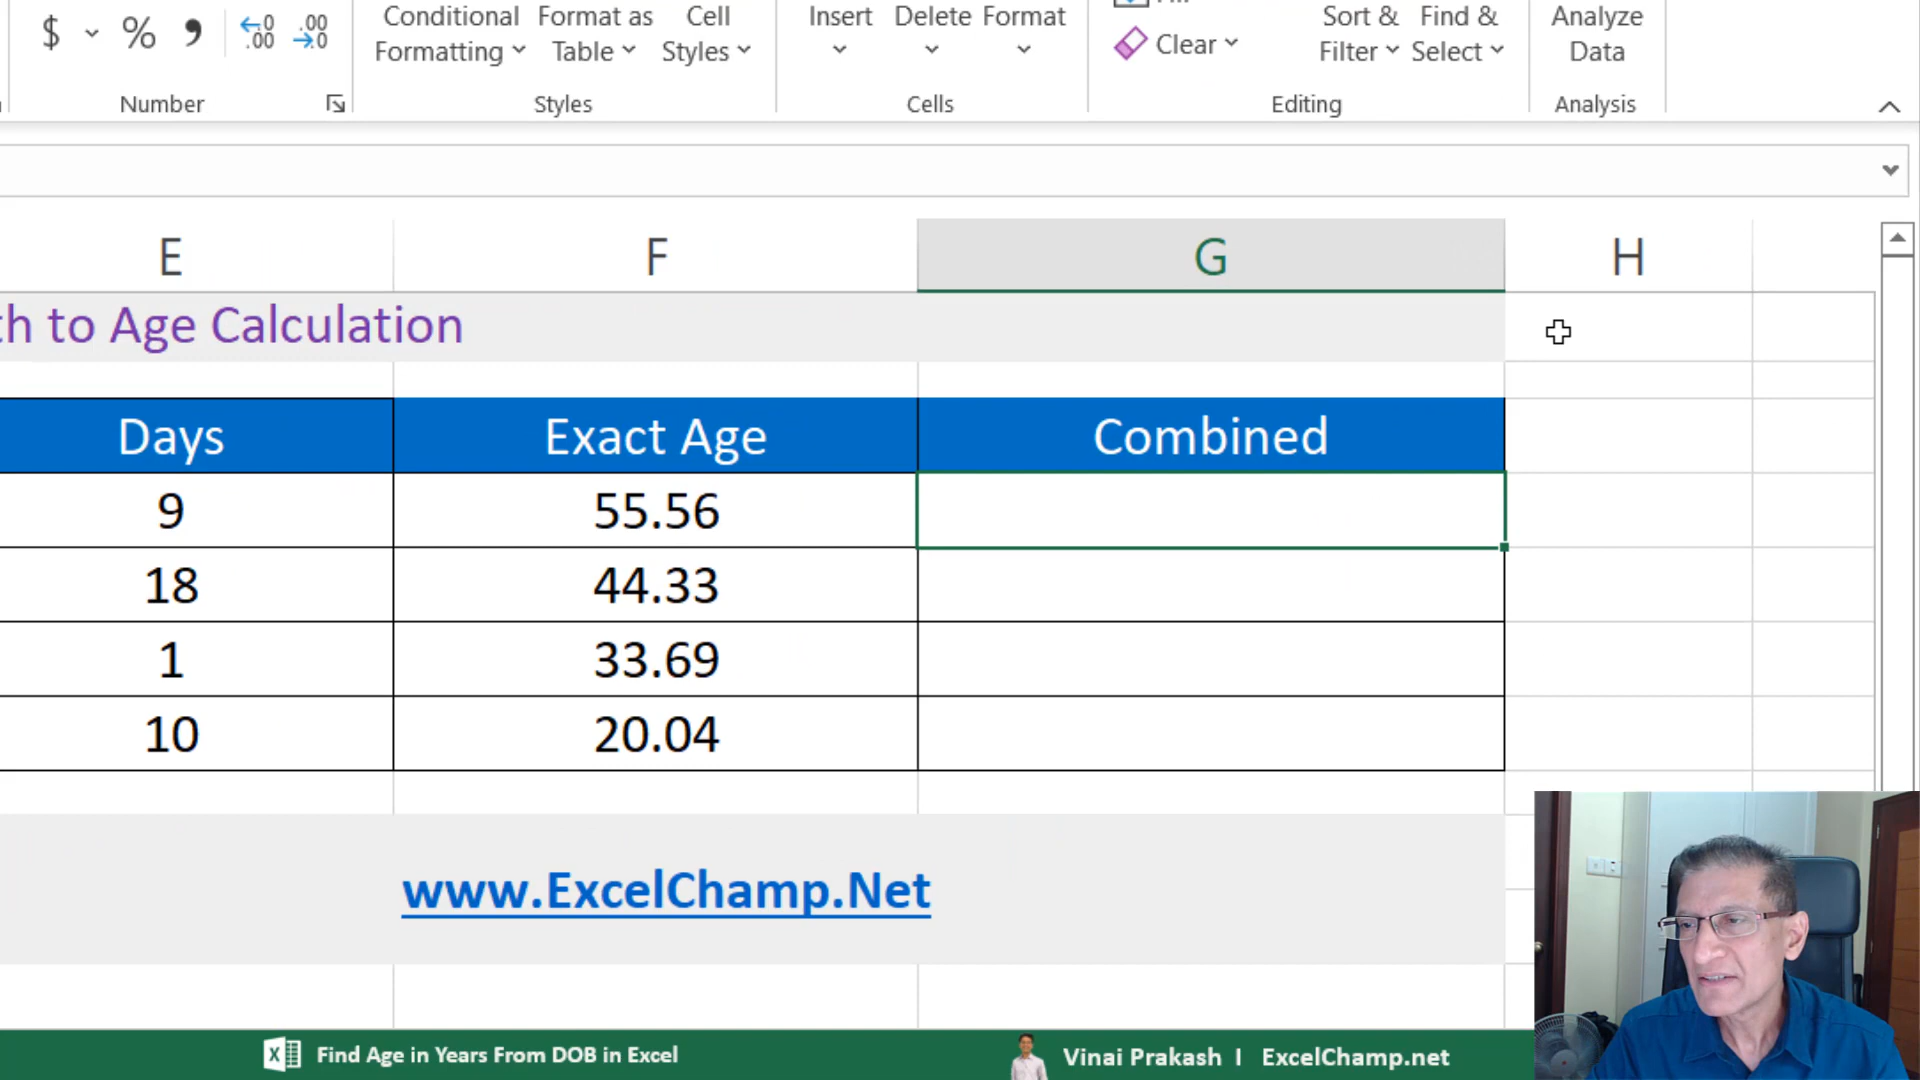 $ % , .00 .00
Conditional Formatting
Format as Table
Cell Styles
Insert Delete Format
Clear
Sort & Filter
Find & Select
Analyze Data
Number Styles Cells Editing Analysis
E F G H
th to Age Calculation
Days Exact Age Combined
9 55.56
18 44.33
1 33.69
10 20.04
www.ExcelChamp.Net
Find Age in Years From DOB in Excel
Vinai Prakash I ExcelChamp.net